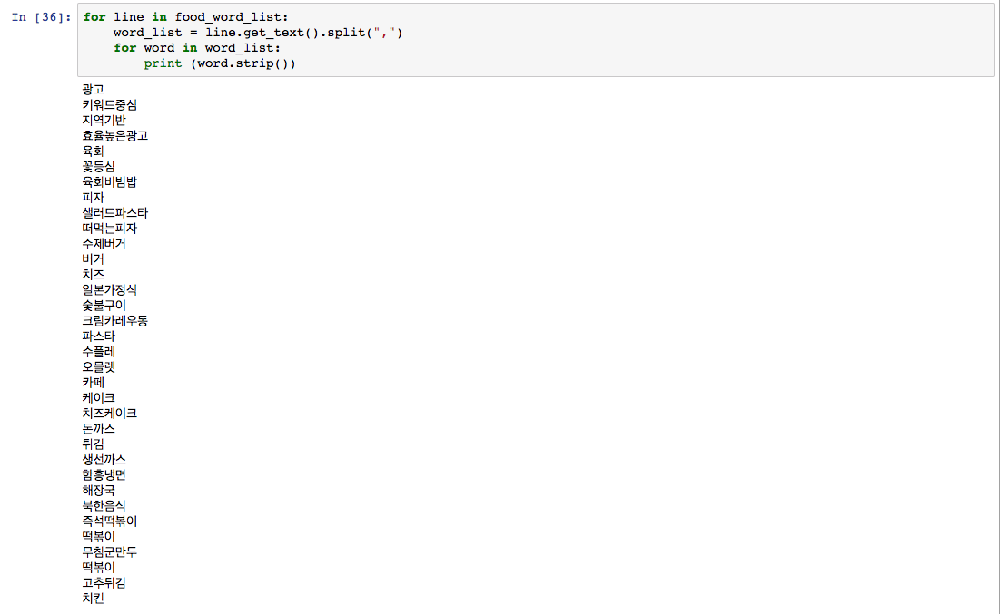 In [36]: for line in food_word_list:
    word_list = line.get_text().split(",")
    for word in word_list:
        print (word.strip())
광고
키워드중심
지역기반
효율높은광고
육회
꽃등심
육회비빔밥
피자
샐러드파스타
떠먹는피자
수제버거
버거
치즈
일본가정식
숯불구이
크림카레우동
파스타
수플레
오믈렛
카페
케이크
치즈케이크
돈까스
튀김
생선까스
함흥냉면
해장국
북한음식
즉석떡볶이
떡볶이
무침군만두
떡볶이
고추튀김
치킨